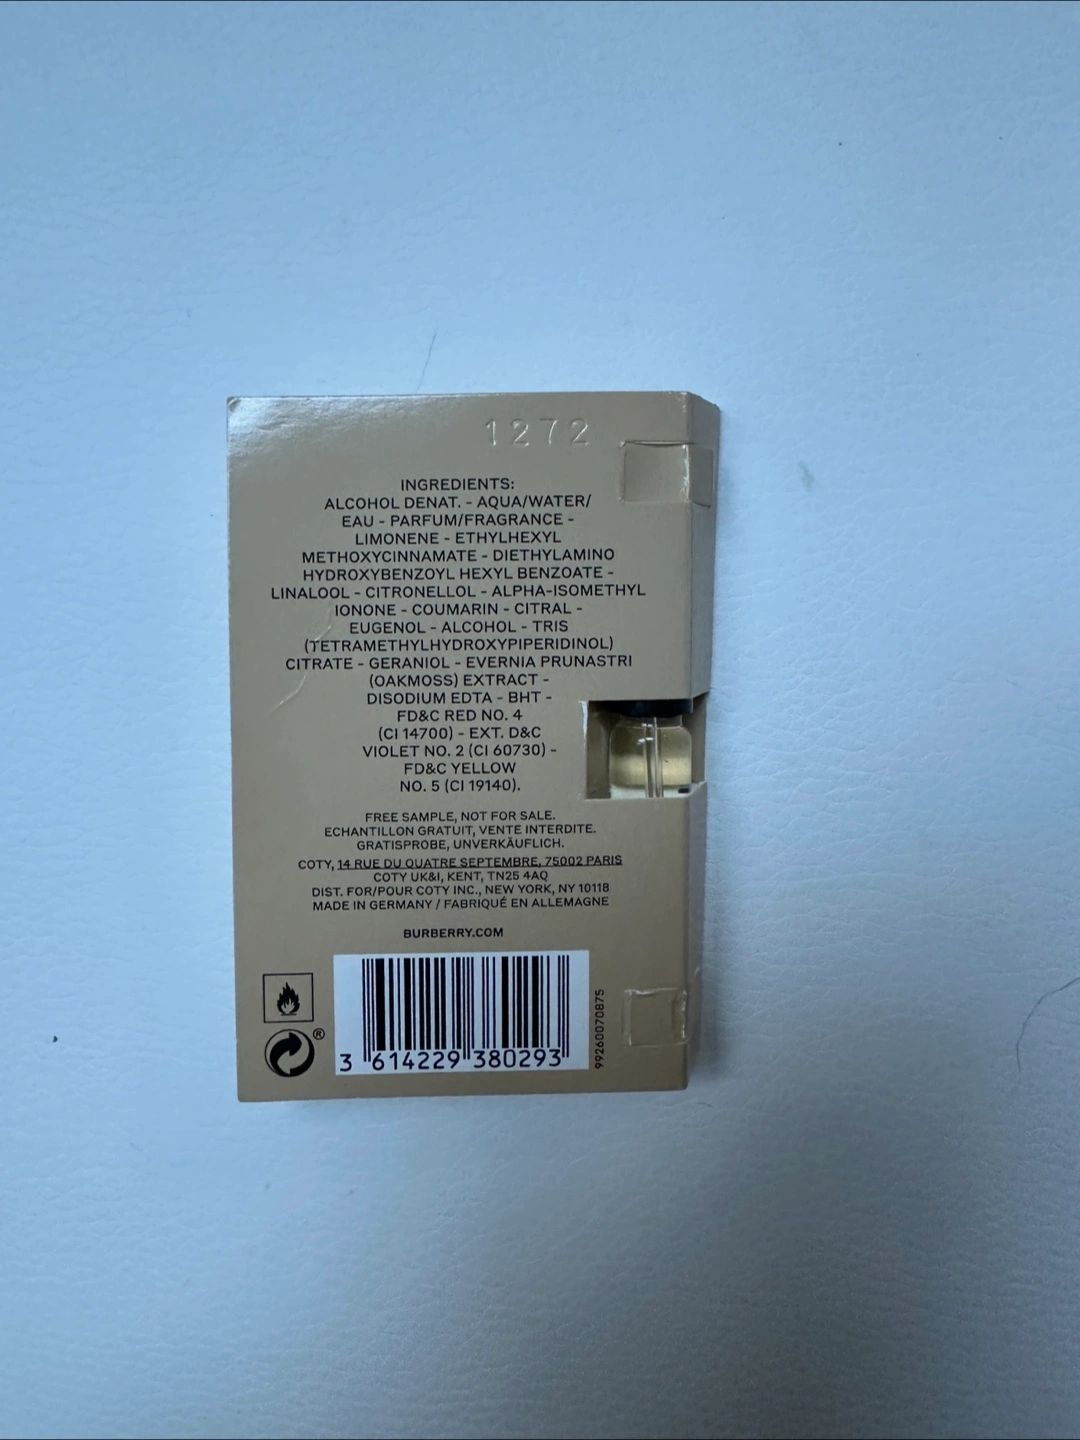 1272
INGREDIENTS:
ALCOHOL DENAT. - AQUA/WATER/
EAU - PARFUM/FRAGRANCE -
LIMONENE - ETHYLHEXYL
METHOXYCINNAMATE - DIETHYLAMINO
HYDROXYBENZOYL HEXYL BENZOATE -
LINALOOL - CITRONELLOL - ALPHA-ISOMETHYL
IONONE - COUMARIN - CITRAL -
EUGENOL - ALCOHOL - TRIS
(TETRAMETHYLHYDROXYPIPERIDINOL)
CITRATE - GERANIOL - EVERNIA PRUNASTRI
(OAKMOSS) EXTRACT -
DISODIUM EDTA - BHT -
FD&C RED NO. 4
(CI 14700) - EXT. D&C
VIOLET NO. 2 (CI 60730) -
FD&C YELLOW
NO. 5 (CI 19140).
FREE SAMPLE, NOT FOR SALE.
ECHANTILLON GRATUIT, VENTE INTERDITE.
GRATISPROBE, UNVERKÄUFLICH.
COTY, 14 RUE DU QUATRE SEPTEMBRE, 75002 PARIS
COTY UK&I, KENT, TN25 4AQ
DIST. FOR/POUR COTY INC., NEW YORK, NY 10118
MADE IN GERMANY / FABRIQUÉ EN ALLEMAGNE
BURBERRY.COM
®
3 614229 380293
99260070875